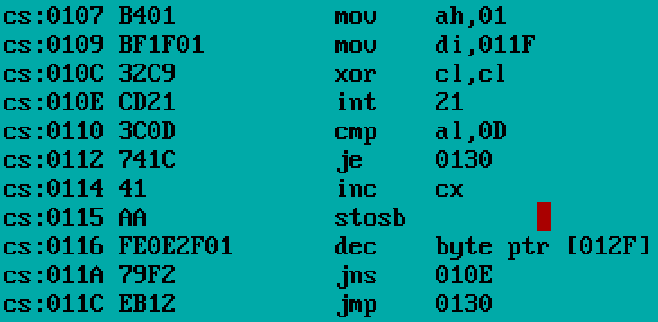 cs:0107 B401 mov ah,01
cs:0109 BF1F01 mov di,011F
cs:010C 32C9 xor cl,cl
cs:010E CD21 int 21
cs:0110 3C0D cmp al,0D
cs:0112 741C je 0130
cs:0114 41 inc cx
cs:0115 AA stosb
cs:0116 FE0E2F01 dec byte ptr [012F]
cs:011A 79F2 jns 010E
cs:011C EB12 jmp 0130